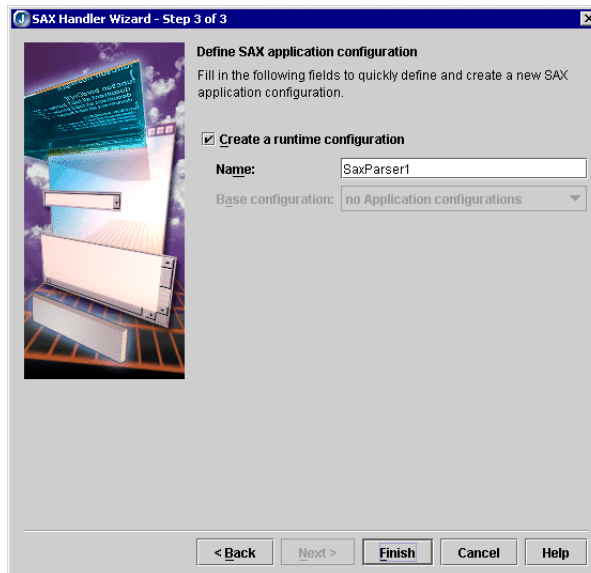 SAX Handler Wizard - Step 3 of 3
Define SAX application configuration
Fill in the following fields to quickly define and create a new SAX
application configuration.
Create a runtime configuration
Name: SaxParser1
Base configuration: no Application configurations
< Back Next > Finish Cancel Help